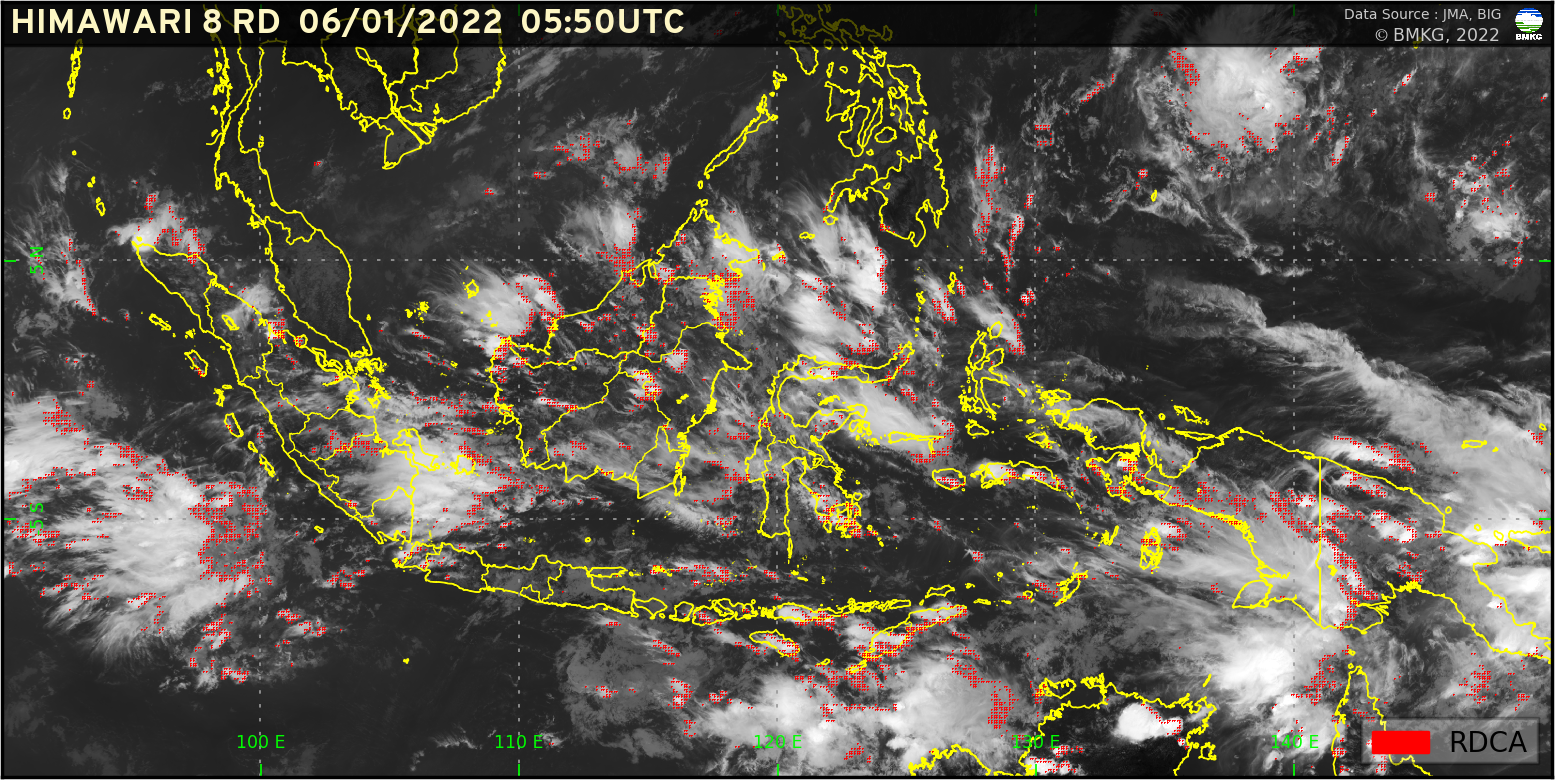 HIMAWARI 8 RD 06/01/2022 05:50UTC
Data Source : JMA, BIG
© BMKG, 2022
BMKG
5 N
5 S
100 E 110 E 120 E 130 E 140 E
RDCA